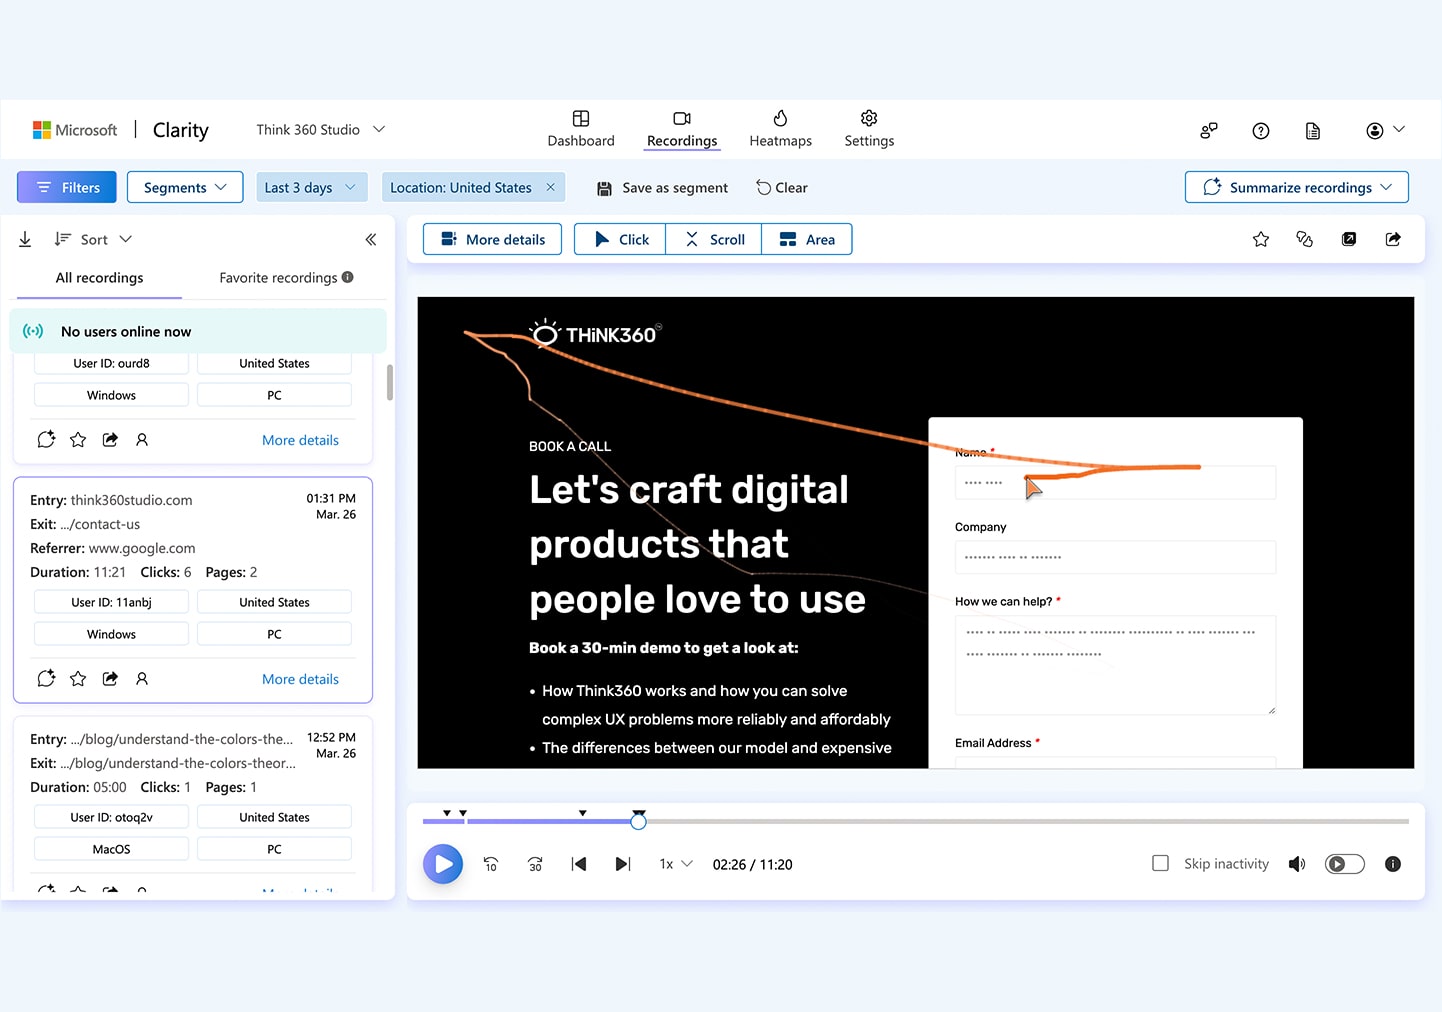 Microsoft | Clarity
Think 360 Studio
Dashboard
Recordings
Heatmaps
Settings
Filters
Segments
Last 3 days
Location: United States
Save as segment
Clear
Summarize recordings
Sort
All recordings
Favorite recordings
No users online now
User ID: ourd8
United States
Windows
PC
More details
Entry: think360studio.com
01:31 PM
Exit: .../contact-us
Mar. 26
Referrer: www.google.com
Duration: 11:21 Clicks: 6 Pages: 2
User ID: 11anbj
United States
Windows
PC
More details
Entry: .../blog/understand-the-colors-the...
12:52 PM
Exit: .../blog/understand-the-colors-theor...
Mar. 26
Duration: 05:00 Clicks: 1 Pages: 1
User ID: otoq2v
United States
MacOS
PC
More details
More details
Click
Scroll
Area
THiNK360
BOOK A CALL
Let's craft digital
products that
people love to use
Book a 30-min demo to get a look at:
• How Think360 works and how you can solve
complex UX problems more reliably and affordably
• The differences between our model and expensive
Name *
Company
How we can help? *
Email Address *
10
30
1x
02:26 / 11:20
Skip inactivity